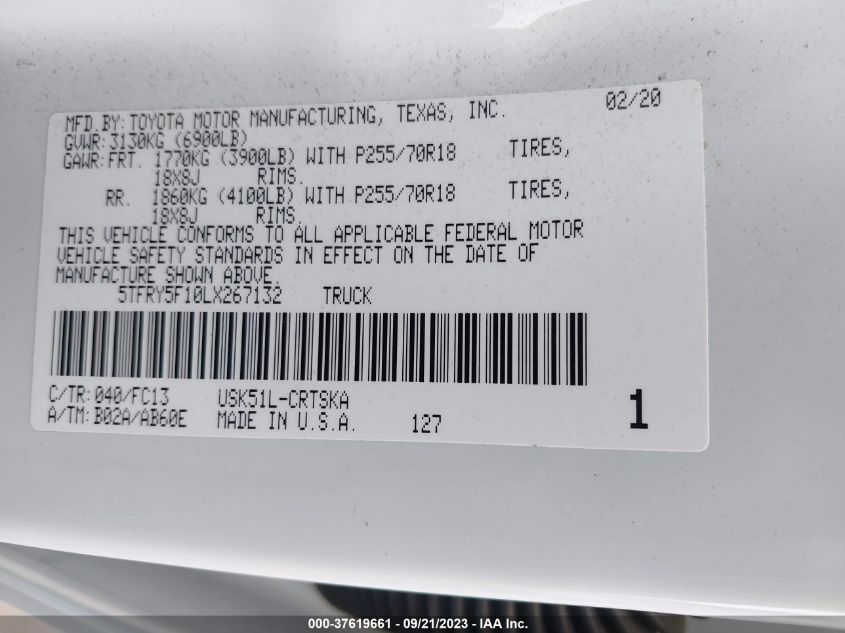 MFD.BY:TOYOTA MOTOR MANUFACTURING, TEXAS, INC. 02/20
GVWR:3130KG (6900LB)
GAWR:FRT. 1770KG (3900LB) WITH P255/70R18 TIRES,
18X8J RIMS.
RR. 1860KG (4100LB) WITH P255/70R18 TIRES,
18X8J RIMS.
THIS VEHICLE CONFORMS TO ALL APPLICABLE FEDERAL MOTOR
VEHICLE SAFETY STANDARDS IN EFFECT ON THE DATE OF
MANUFACTURE SHOWN ABOVE.
5TFRY5F10LX267132 TRUCK
C/TR:040/FC13 USK51L-CRTSKA
A/TM:B02A/AB60E MADE IN U.S.A. 127 1
000-37619661 - 09/21/2023 - IAA Inc.